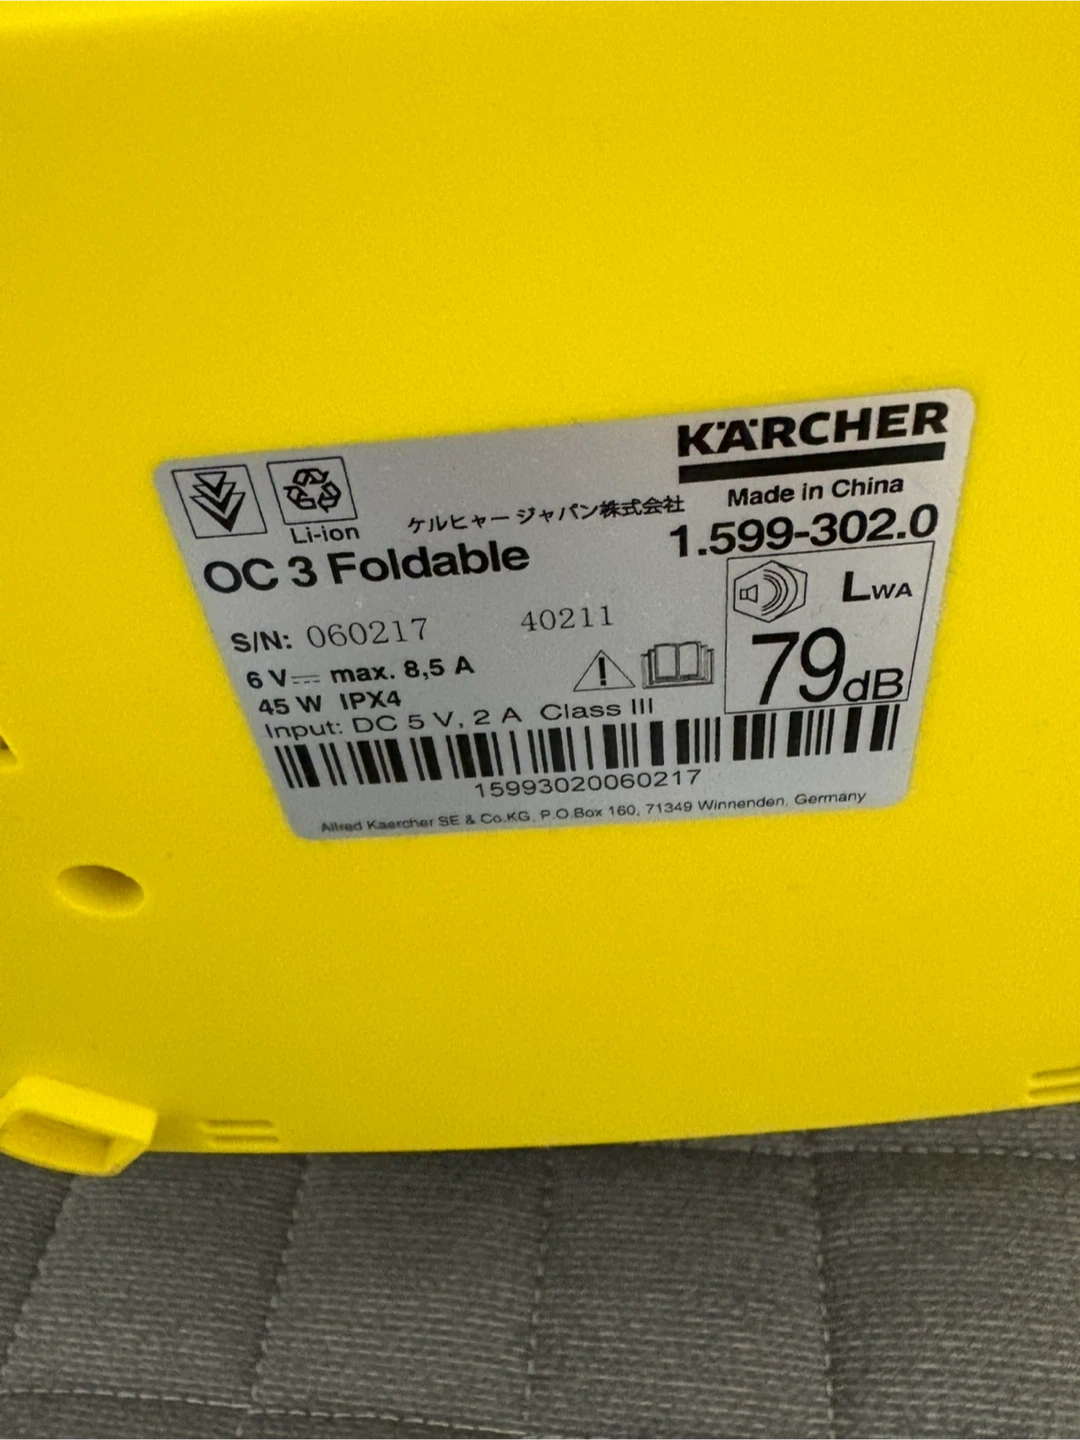 KÄRCHER
Made in China
Li-ion
ケルヒャー ジャパン株式会社
1.599-302.0
OC 3 Foldable
LWA
S/N: 060217 40211
79dB
6 V⎓ max. 8,5 A
45 W IPX4
Input: DC 5 V, 2 A Class III
15993020060217
Alfred Kaercher SE & Co.KG, P.O.Box 160, 71349 Winnenden, Germany